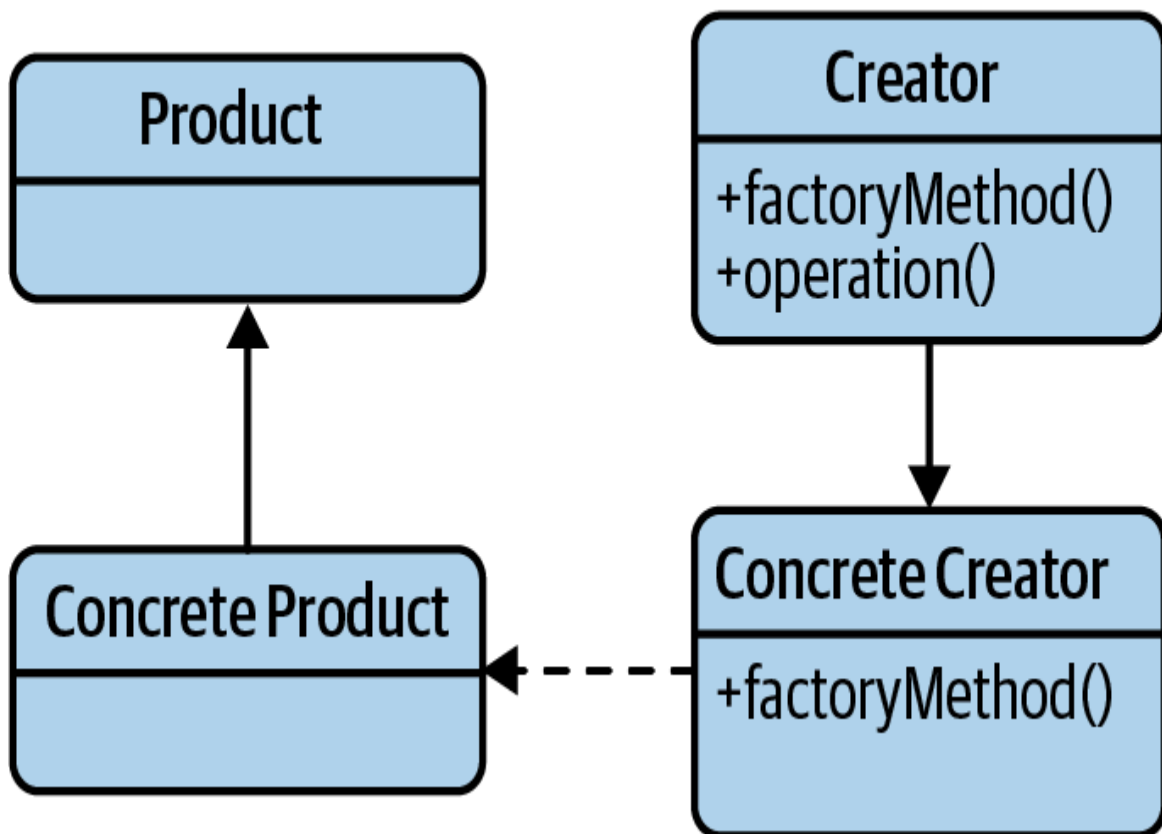 Product
Creator
+factoryMethod()
+operation()
Concrete Product
Concrete Creator
+factoryMethod()